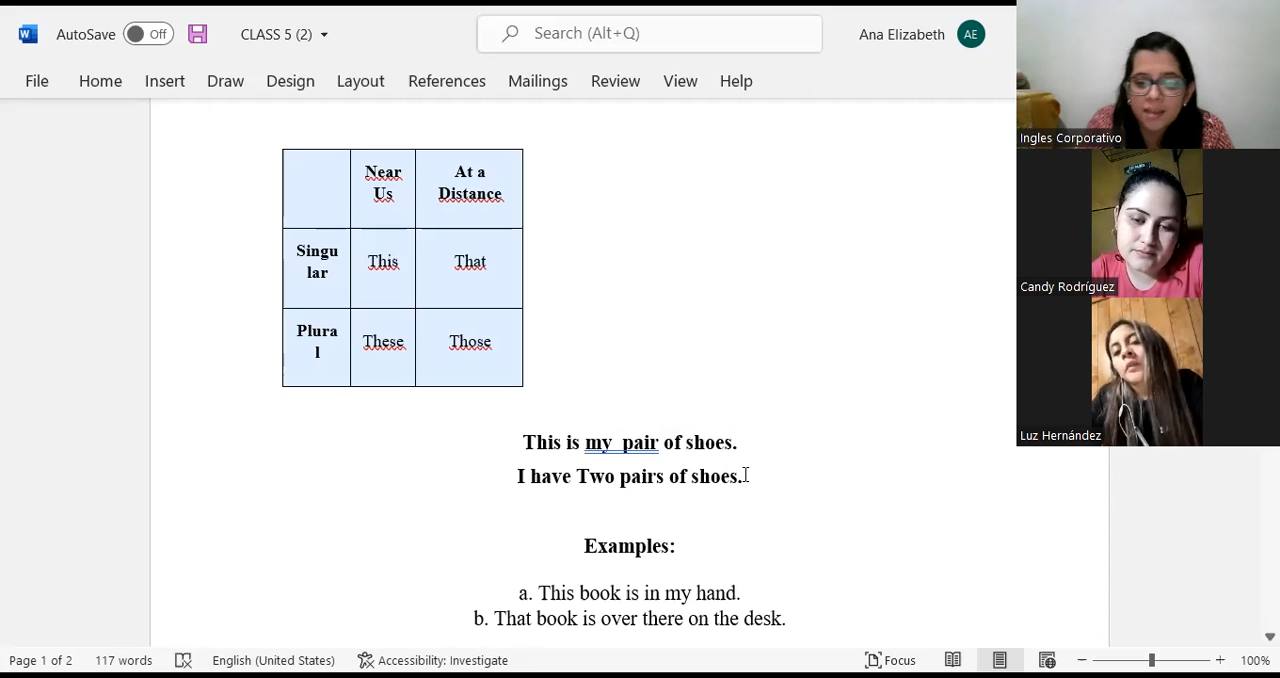 AutoSave Off CLASS 5 (2) Search (Alt+Q) Ana Elizabeth AE
File Home Insert Draw Design Layout References Mailings Review View Help
Near Us
At a Distance
Singu
lar
This
That
Plura
l
These
Those
This is my  pair of shoes.
I have Two pairs of shoes.
Examples:
a. This book is in my hand.
b. That book is over there on the desk.
Page 1 of 2 117 words English (United States) Accessibility: Investigate Focus 100%
Ingles Corporativo
Candy Rodríguez
Luz Hernández